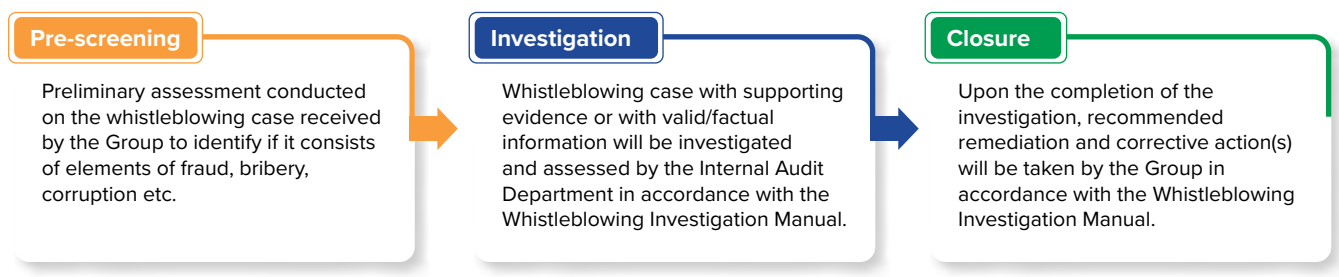 Pre-screening
Preliminary assessment conducted
on the whistleblowing case received
by the Group to identify if it consists
of elements of fraud, bribery,
corruption etc.
Investigation
Whistleblowing case with supporting
evidence or with valid/factual
information will be investigated
and assessed by the Internal Audit
Department in accordance with the
Whistleblowing Investigation Manual.
Closure
Upon the completion of the
investigation, recommended
remediation and corrective action(s)
will be taken by the Group in
accordance with the Whistleblowing
Investigation Manual.